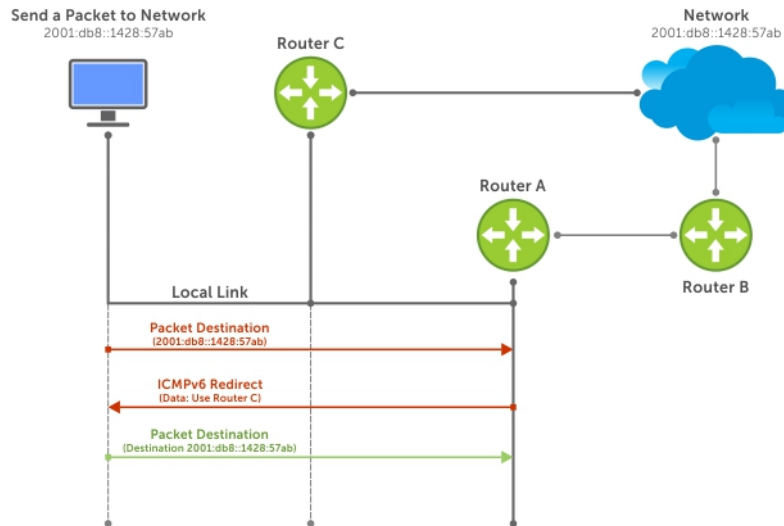 Send a Packet to Network
2001:db8::1428:57ab
Network
2001:db8::1428:57ab
Router C
Router A
Router B
Local Link
Packet Destination
(2001:db8::1428:57ab)
ICMPv6 Redirect
(Data: Use Router C)
Packet Destination
(Destination 2001:db8::1428:57ab)